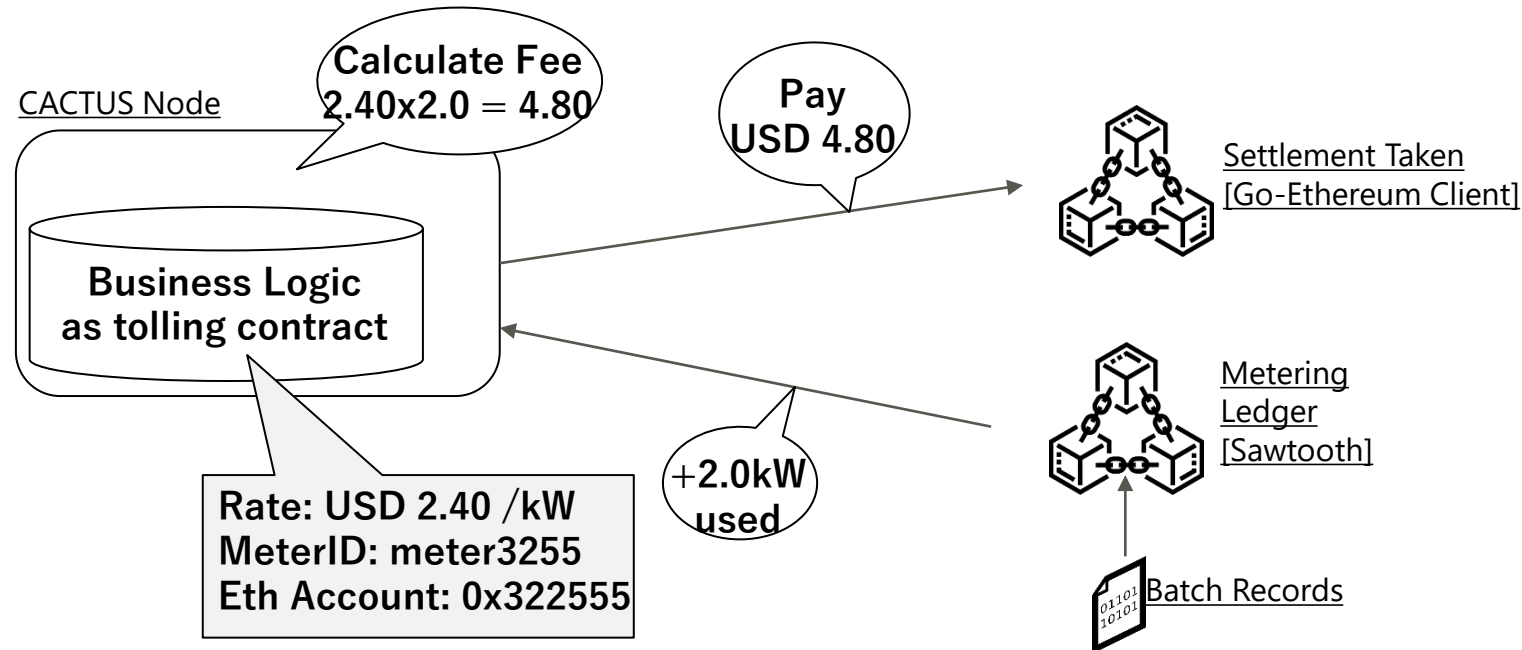 CACTUS Node
Calculate Fee
2.40x2.0 = 4.80
Business Logic
as tolling contract
Rate: USD 2.40 /kW
MeterID: meter3255
Eth Account: 0x322555
Pay
USD 4.80
+2.0kW
used
Settlement Taken
[Go-Ethereum Client]
Metering
Ledger
[Sawtooth]
01101
10101
Batch Records